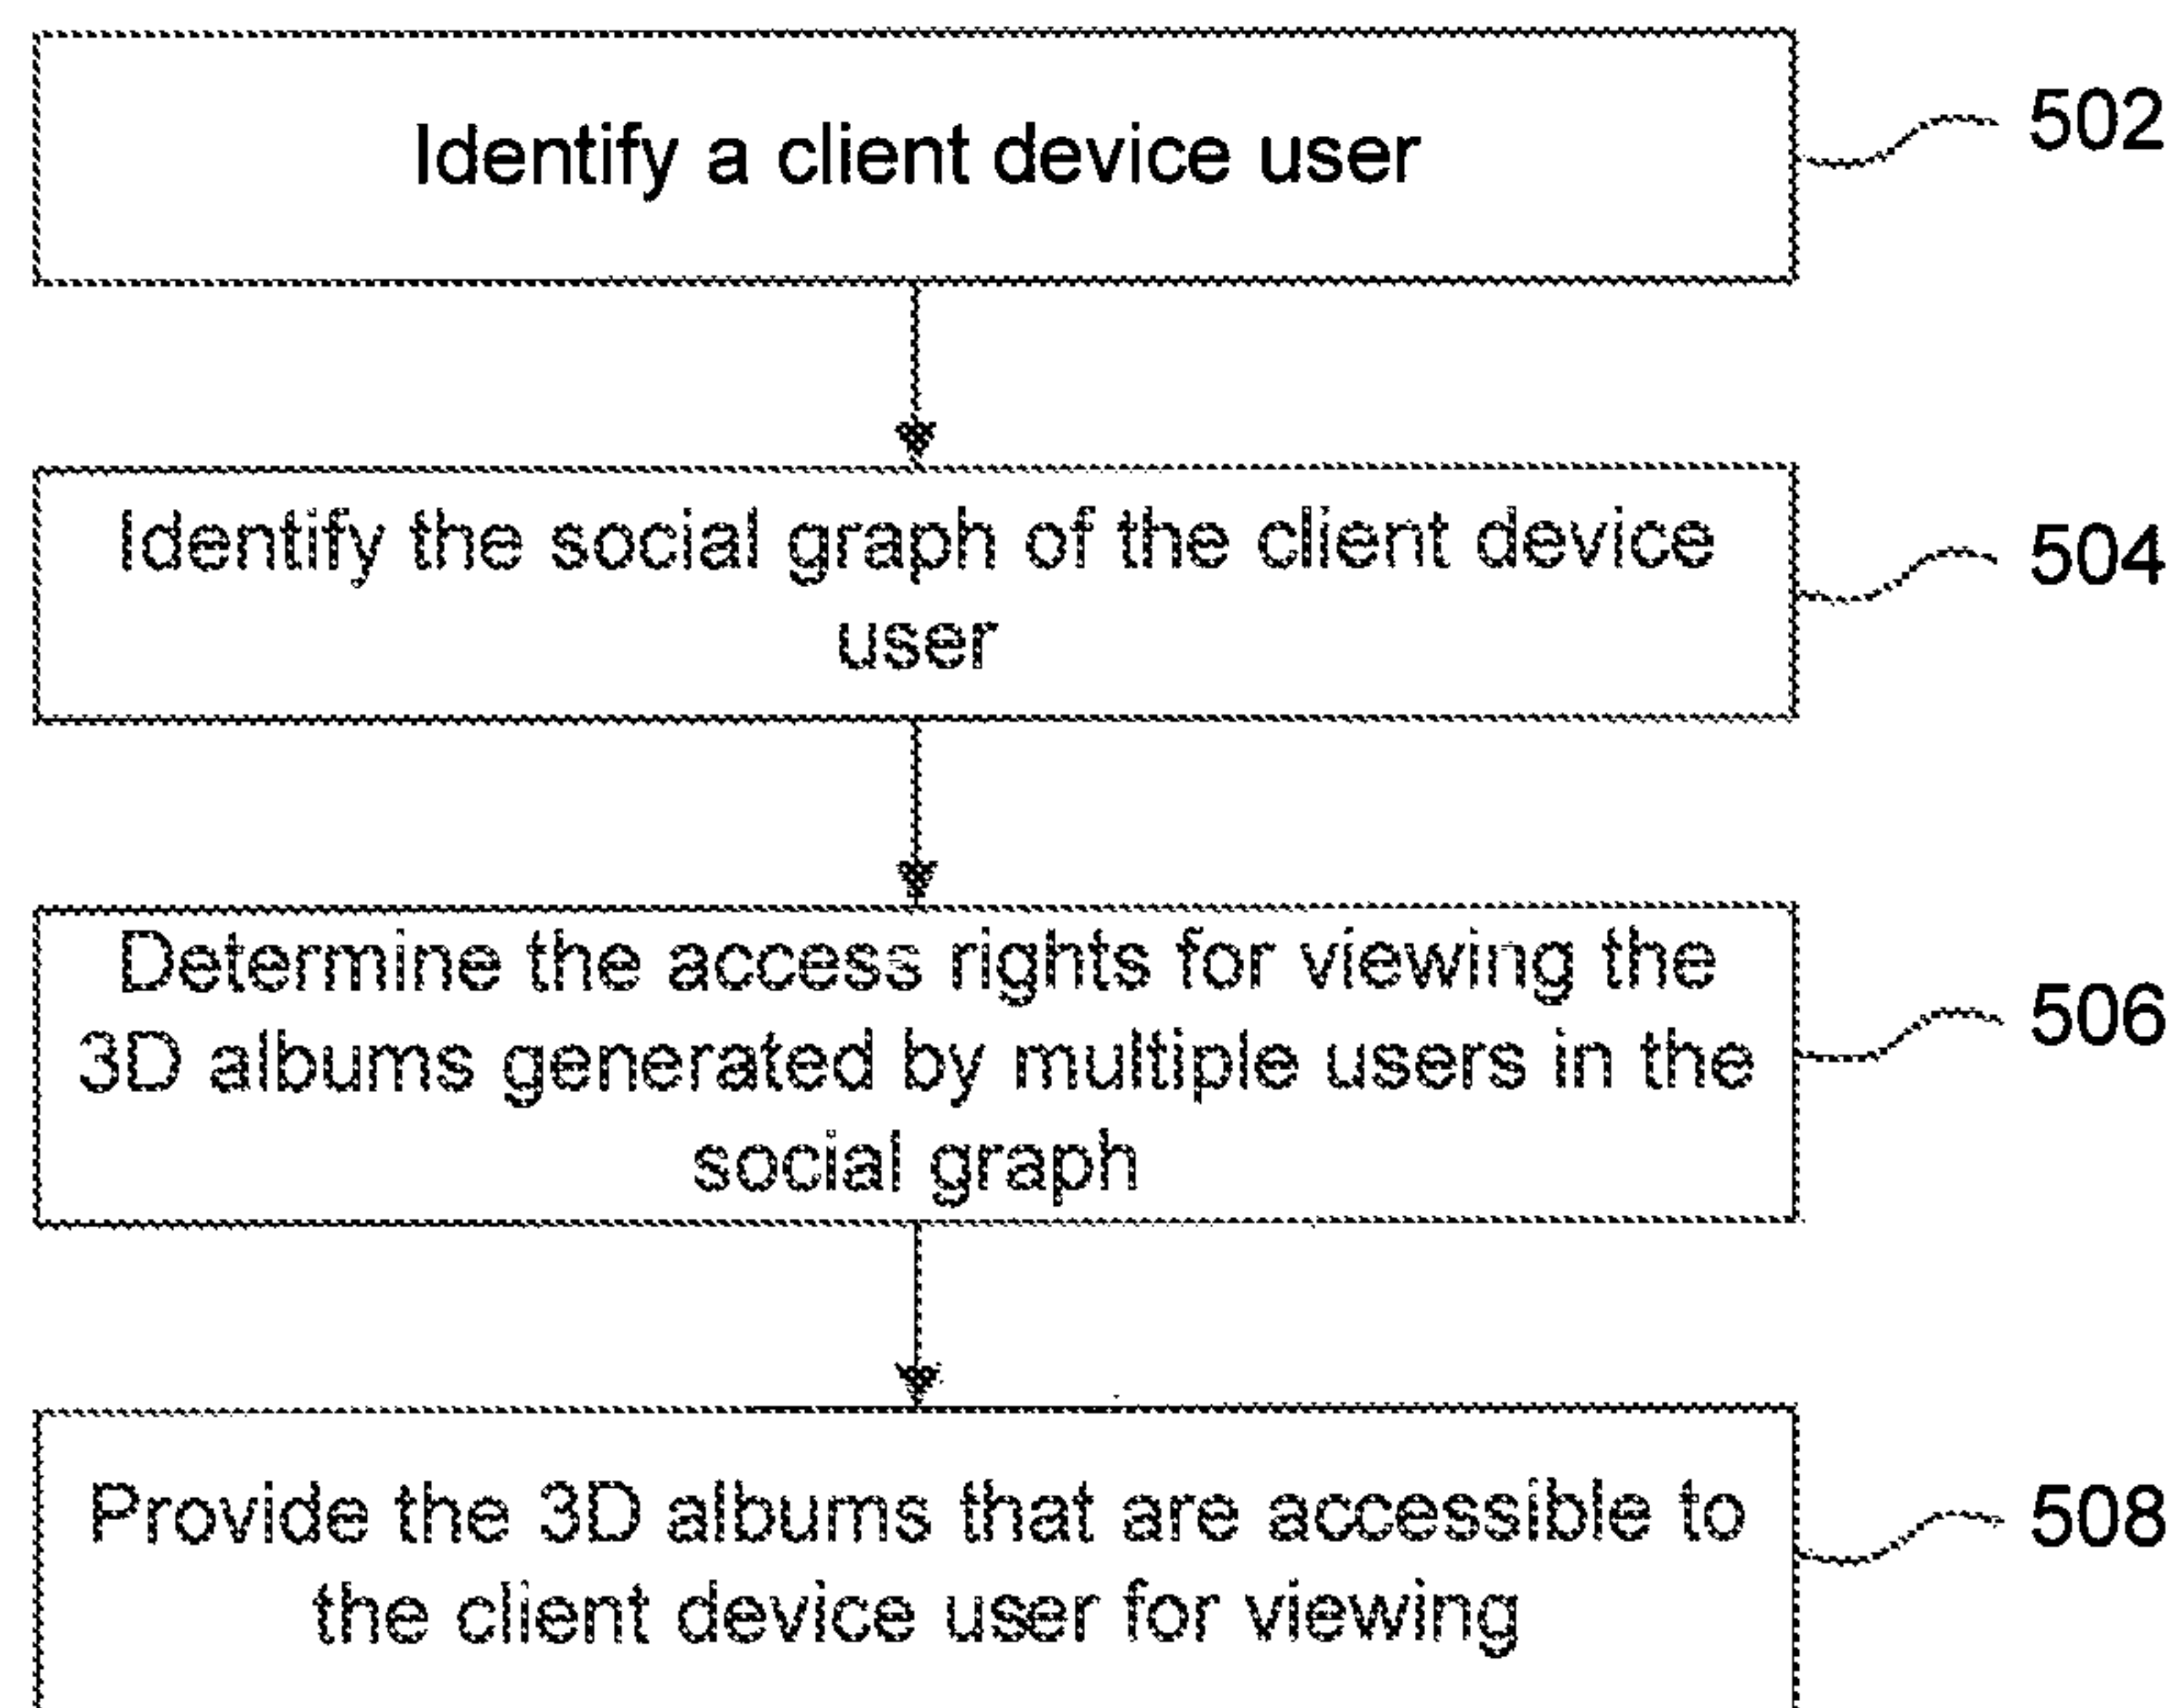 Identify a client device user
502
Identify the social graph of the client device
user
504
Determine the access rights for viewing the
3D albums generated by multiple users in the
social graph
506
Provide the 3D albums that are accessible to
the client device user for viewing
508